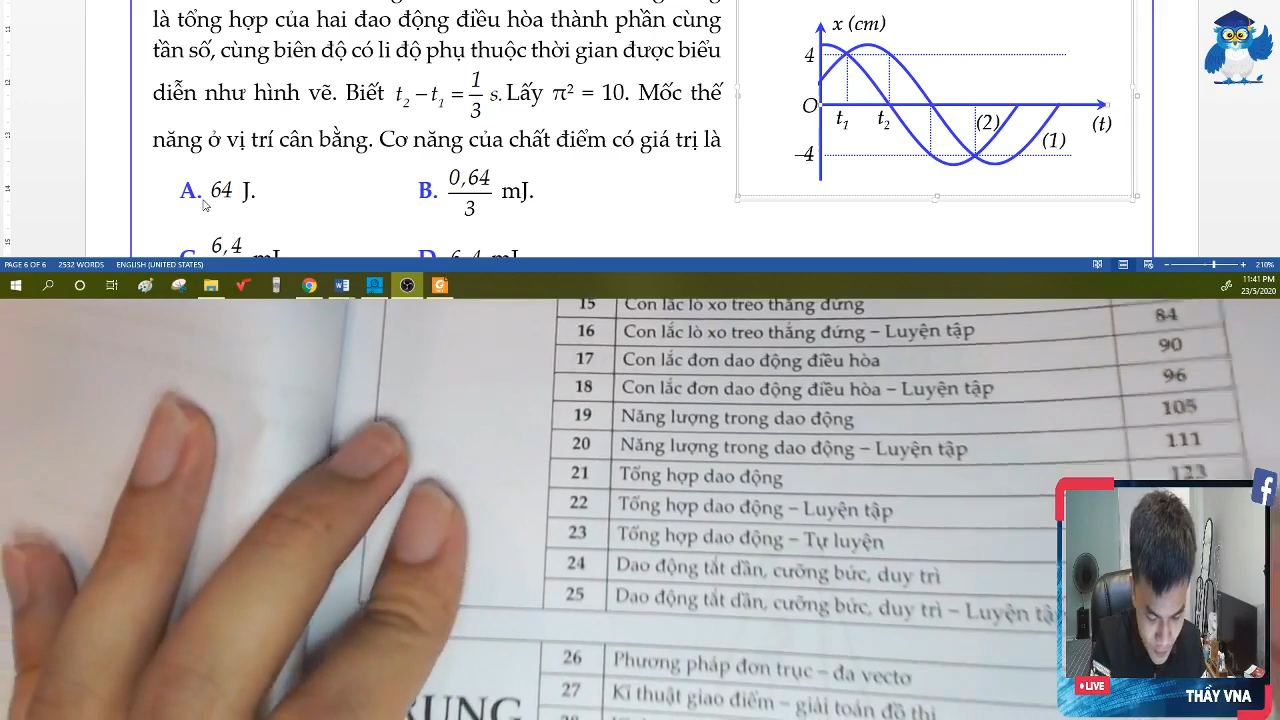 là tổng hợp của hai đao động điều hòa thành phần cùng
tần số, cùng biên độ có li độ phụ thuộc thời gian được biểu
diễn như hình vẽ. Biết t₂ – t₁ = 1/3 s. Lấy π² = 10. Mốc thế
năng ở vị trí cân bằng. Cơ năng của chất điểm có giá trị là
A. 64 J.
B. 0,64/3 mJ.
6,4
x (cm)
4
O
t₁
t₂
(2)
(t)
(1)
–4
PAGE 6 OF 6 2532 WORDS ENGLISH (UNITED STATES)
210%
11:41 PM
23/5/2020
15 Con lắc lò xo treo thẳng đứng 84
16 Con lắc lò xo treo thẳng đứng – Luyện tập 90
17 Con lắc đơn dao động điều hòa 96
18 Con lắc đơn dao động điều hòa – Luyện tập 105
19 Năng lượng trong dao động 111
20 Năng lượng trong dao động – Luyện tập 123
21 Tổng hợp dao động
22 Tổng hợp dao động – Luyện tập
23 Tổng hợp dao động – Tự luyện
24 Dao động tắt dần, cưỡng bức, duy trì
25 Dao động tắt dần, cưỡng bức, duy trì – Luyện
26 Phương pháp đơn trục – đa vecto
27 Kĩ thuật giao điểm – giải toán đồ thị
LIVE
THẦY VNA